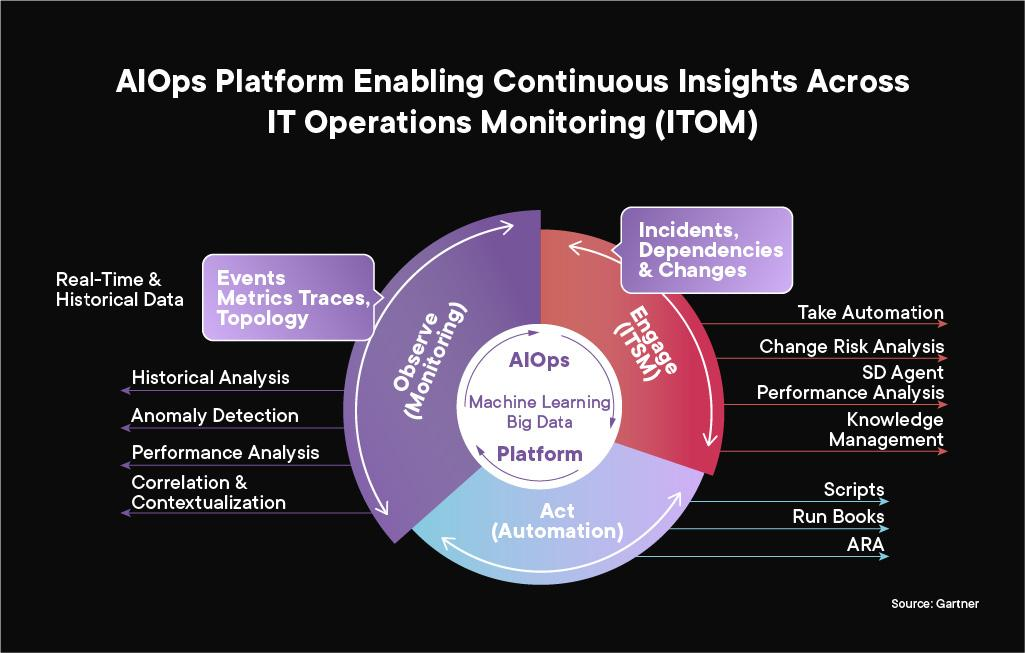 AIOps Platform Enabling Continuous Insights Across
IT Operations Monitoring (ITOM)
Real-Time &
Historical Data
Events
Metrics Traces,
Topology
Incidents,
Dependencies
& Changes
Observe
(Monitoring)
Engage
(ITSM)
Act
(Automation)
AIOps
Machine Learning
Big Data
Platform
Historical Analysis
Anomaly Detection
Performance Analysis
Correlation &
Contextualization
Take Automation
Change Risk Analysis
SD Agent
Performance Analysis
Knowledge
Management
Scripts
Run Books
ARA
Source: Gartner